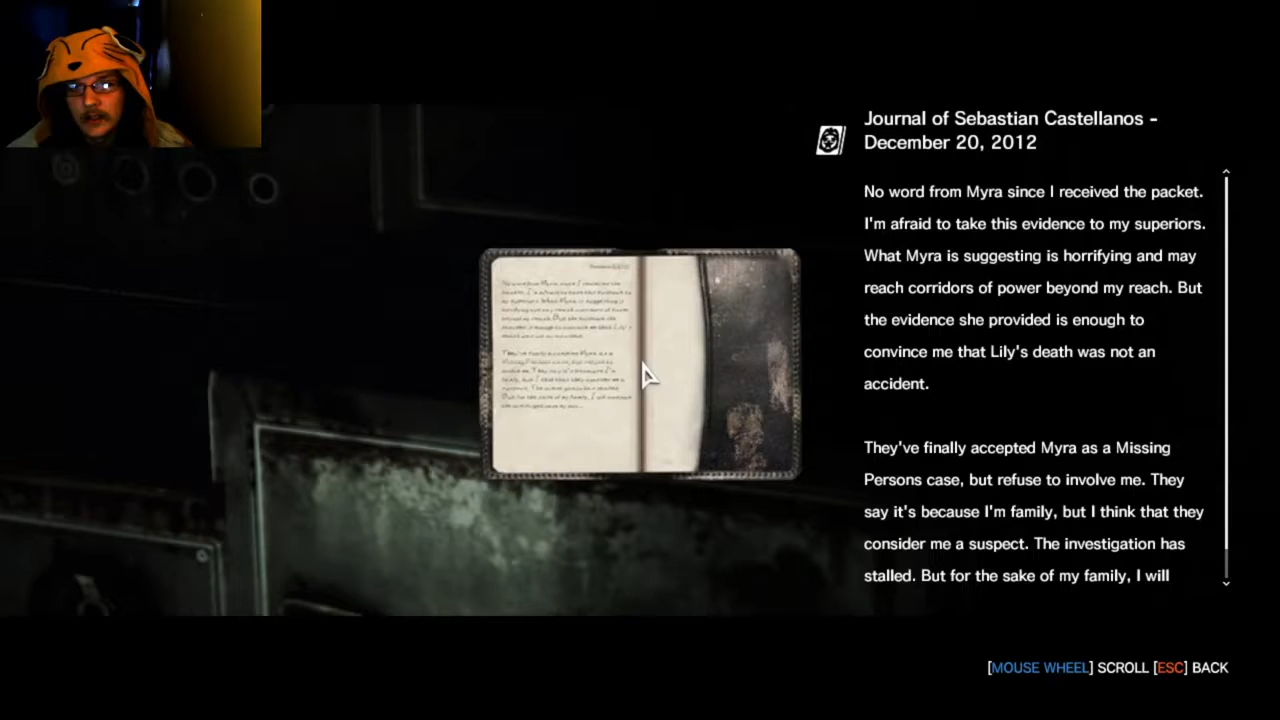 Journal of Sebastian Castellanos -
December 20, 2012
No word from Myra since I received the packet.
I'm afraid to take this evidence to my superiors.
What Myra is suggesting is horrifying and may
reach corridors of power beyond my reach. But
the evidence she provided is enough to
convince me that Lily's death was not an
accident.
They've finally accepted Myra as a Missing
Persons case, but refuse to involve me. They
say it's because I'm family, but I think that they
consider me a suspect. The investigation has
stalled. But for the sake of my family, I will
[MOUSE WHEEL] SCROLL [ESC] BACK